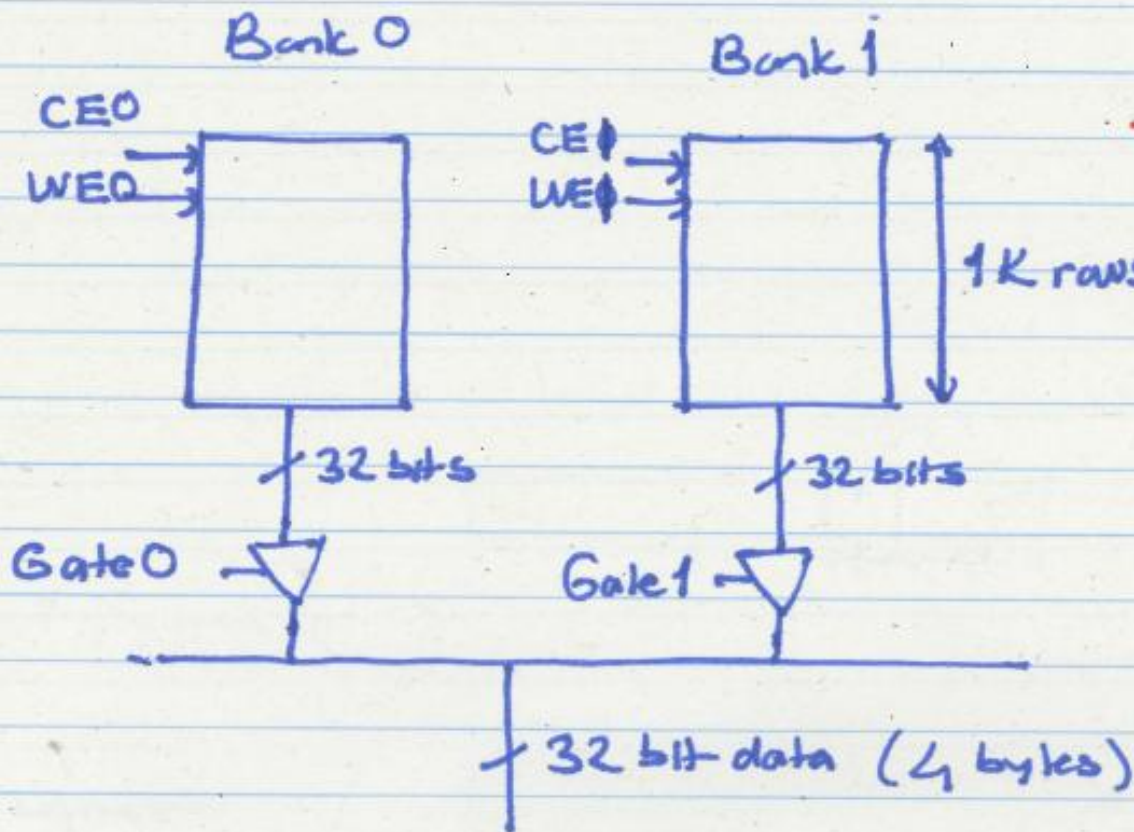 Bank 0
Bank 1
CE0
WE0
CE1
WE1
1K rows
32 bits
32 bits
Gate0
Gate1
32 bit data (4 bytes)